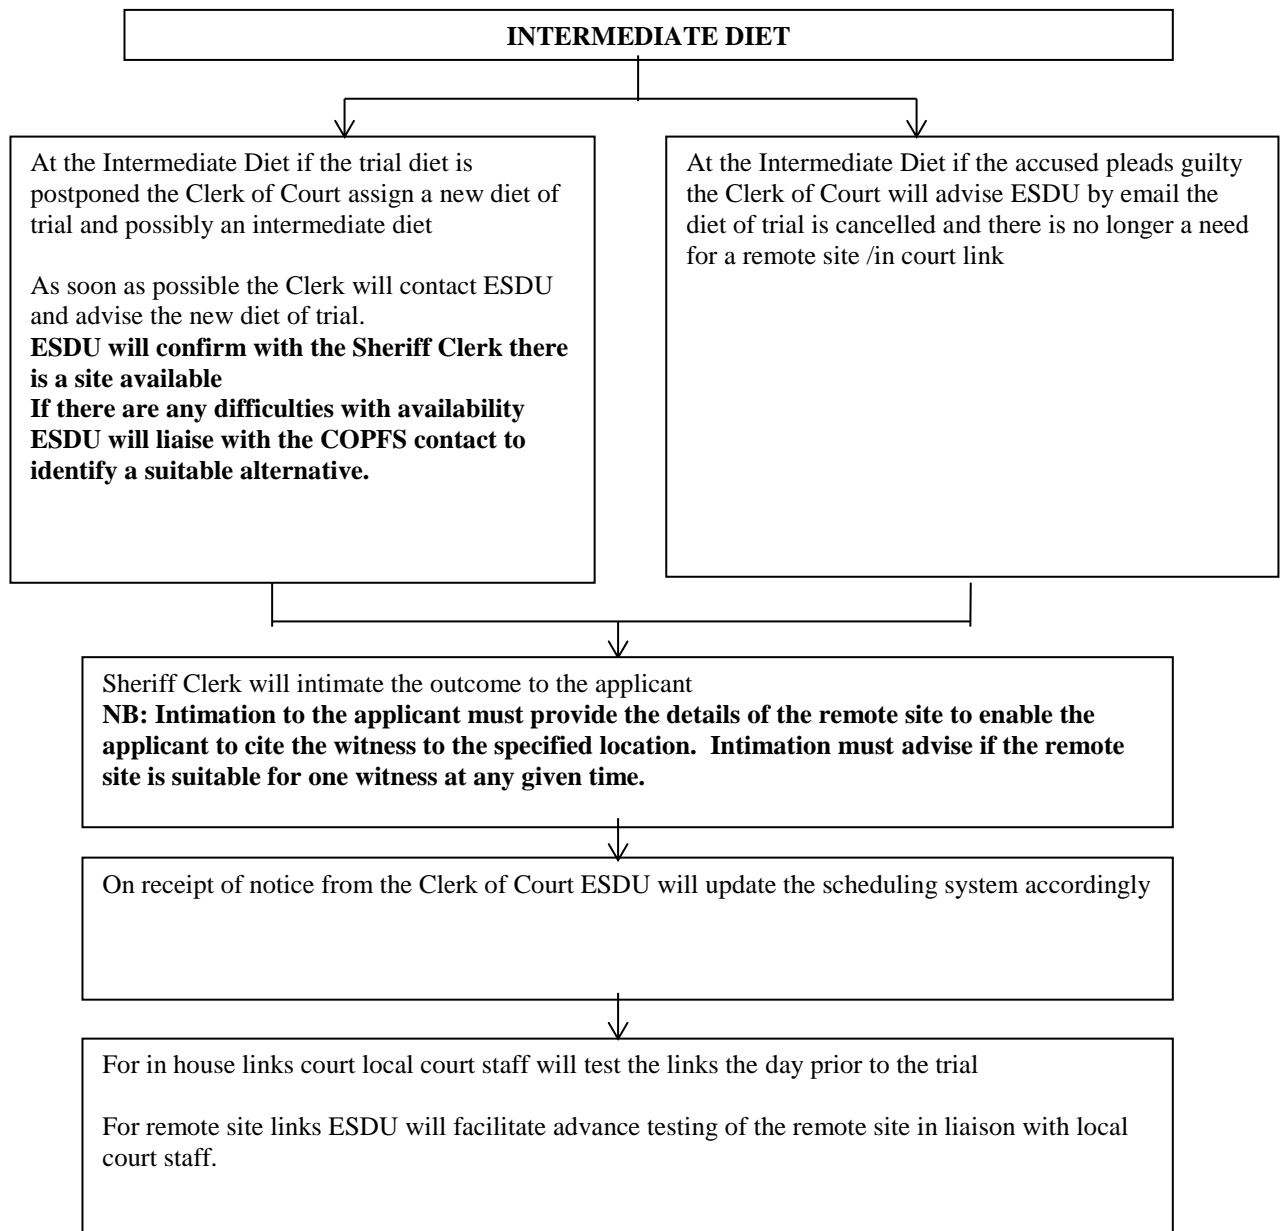 INTERMEDIATE DIET
At the Intermediate Diet if the trial diet is
postponed the Clerk of Court assign a new diet of
trial and possibly an intermediate diet
As soon as possible the Clerk will contact ESDU
and advise the new diet of trial.
ESDU will confirm with the Sheriff Clerk there
is a site available
If there are any difficulties with availability
ESDU will liaise with the COPFS contact to
identify a suitable alternative.
At the Intermediate Diet if the accused pleads guilty
the Clerk of Court will advise ESDU by email the
diet of trial is cancelled and there is no longer a need
for a remote site /in court link
Sheriff Clerk will intimate the outcome to the applicant
NB: Intimation to the applicant must provide the details of the remote site to enable the
applicant to cite the witness to the specified location.  Intimation must advise if the remote
site is suitable for one witness at any given time.
On receipt of notice from the Clerk of Court ESDU will update the scheduling system accordingly
For in house links court local court staff will test the links the day prior to the trial
For remote site links ESDU will facilitate advance testing of the remote site in liaison with local
court staff.